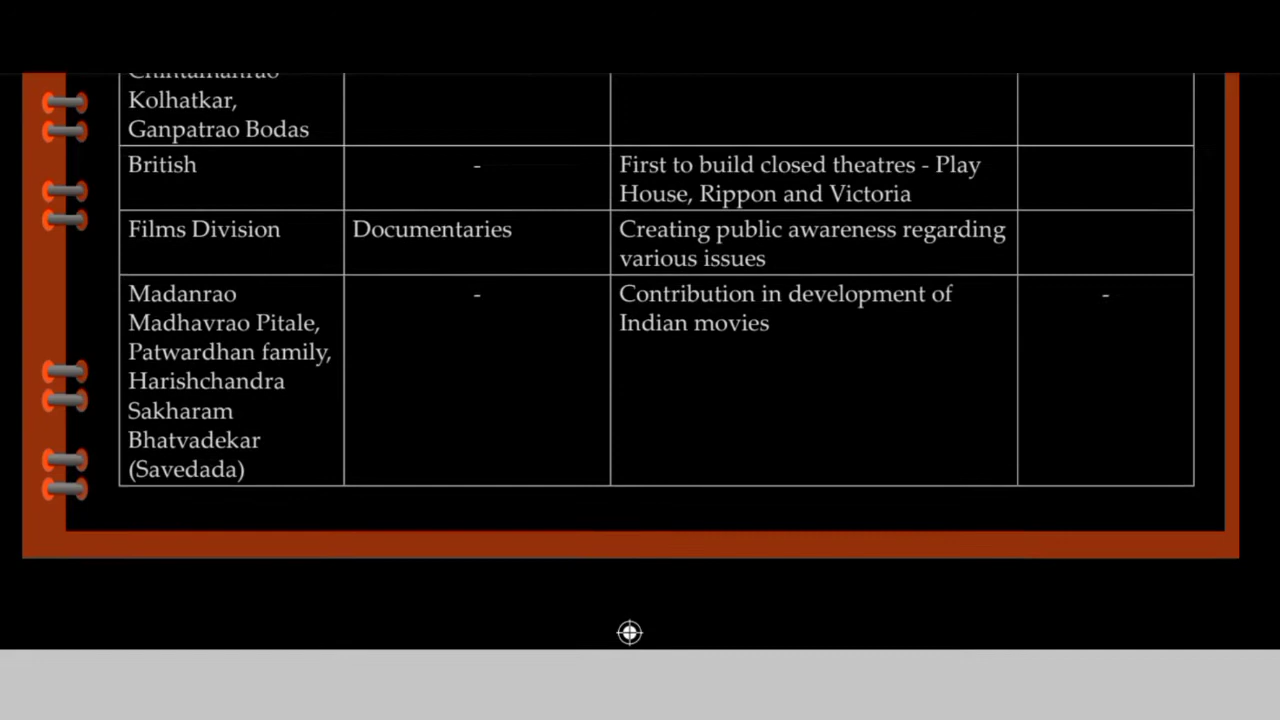 Chintamanrao
Kolhatkar,
Ganpatrao Bodas
British
-
First to build closed theatres - Play
House, Rippon and Victoria
Films Division
Documentaries
Creating public awareness regarding
various issues
Madanrao
Madhavrao Pitale,
Patwardhan family,
Harishchandra
Sakharam
Bhatvadekar
(Savedada)
-
Contribution in development of
Indian movies
-